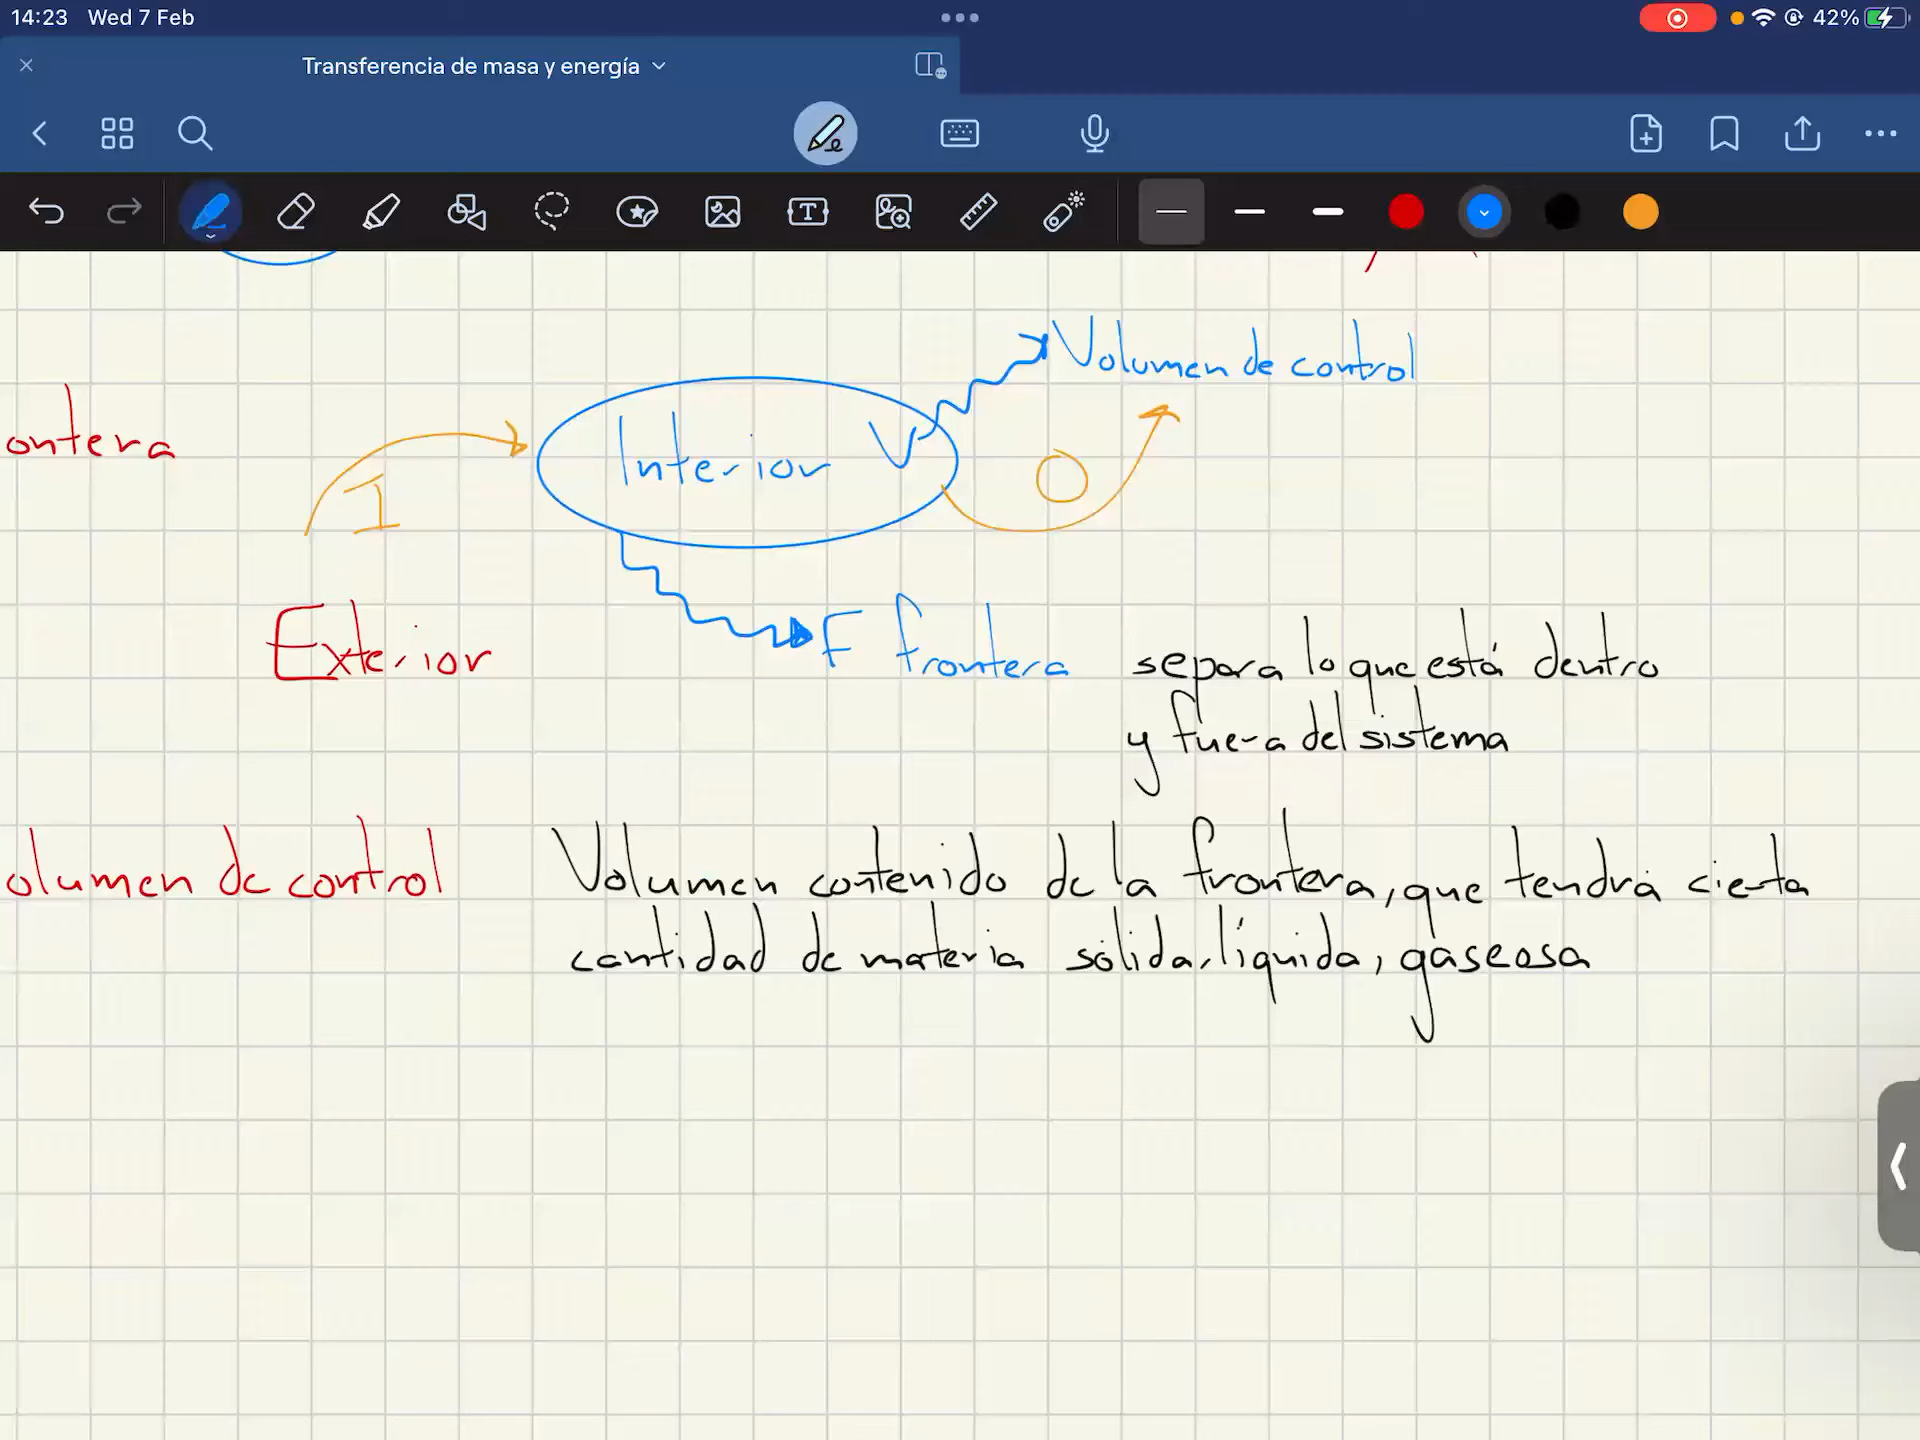 14:23 Wed 7 Feb
42%
Transferencia de masa y energía
Volumen de control
ontera
Interior V
I
O
Exterior
F frontera separa lo que está dentro
y fuera del sistema
olumen de control Volumen contenido de la frontera, que tendrá cierta
cantidad de materia sólida, líquida, gaseosa